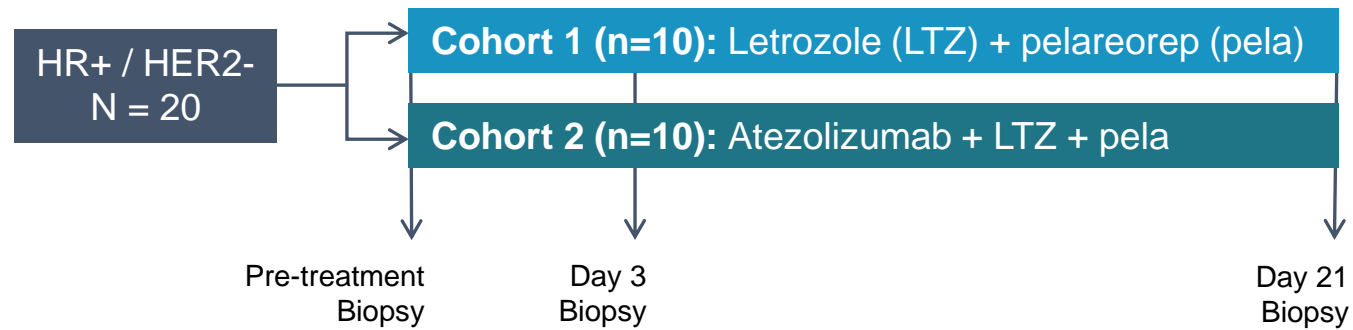 HR+ / HER2-
N = 20
Cohort 1 (n=10): Letrozole (LTZ) + pelareorep (pela)
Cohort 2 (n=10): Atezolizumab + LTZ + pela
Pre-treatment
Biopsy
Day 3
Biopsy
Day 21
Biopsy